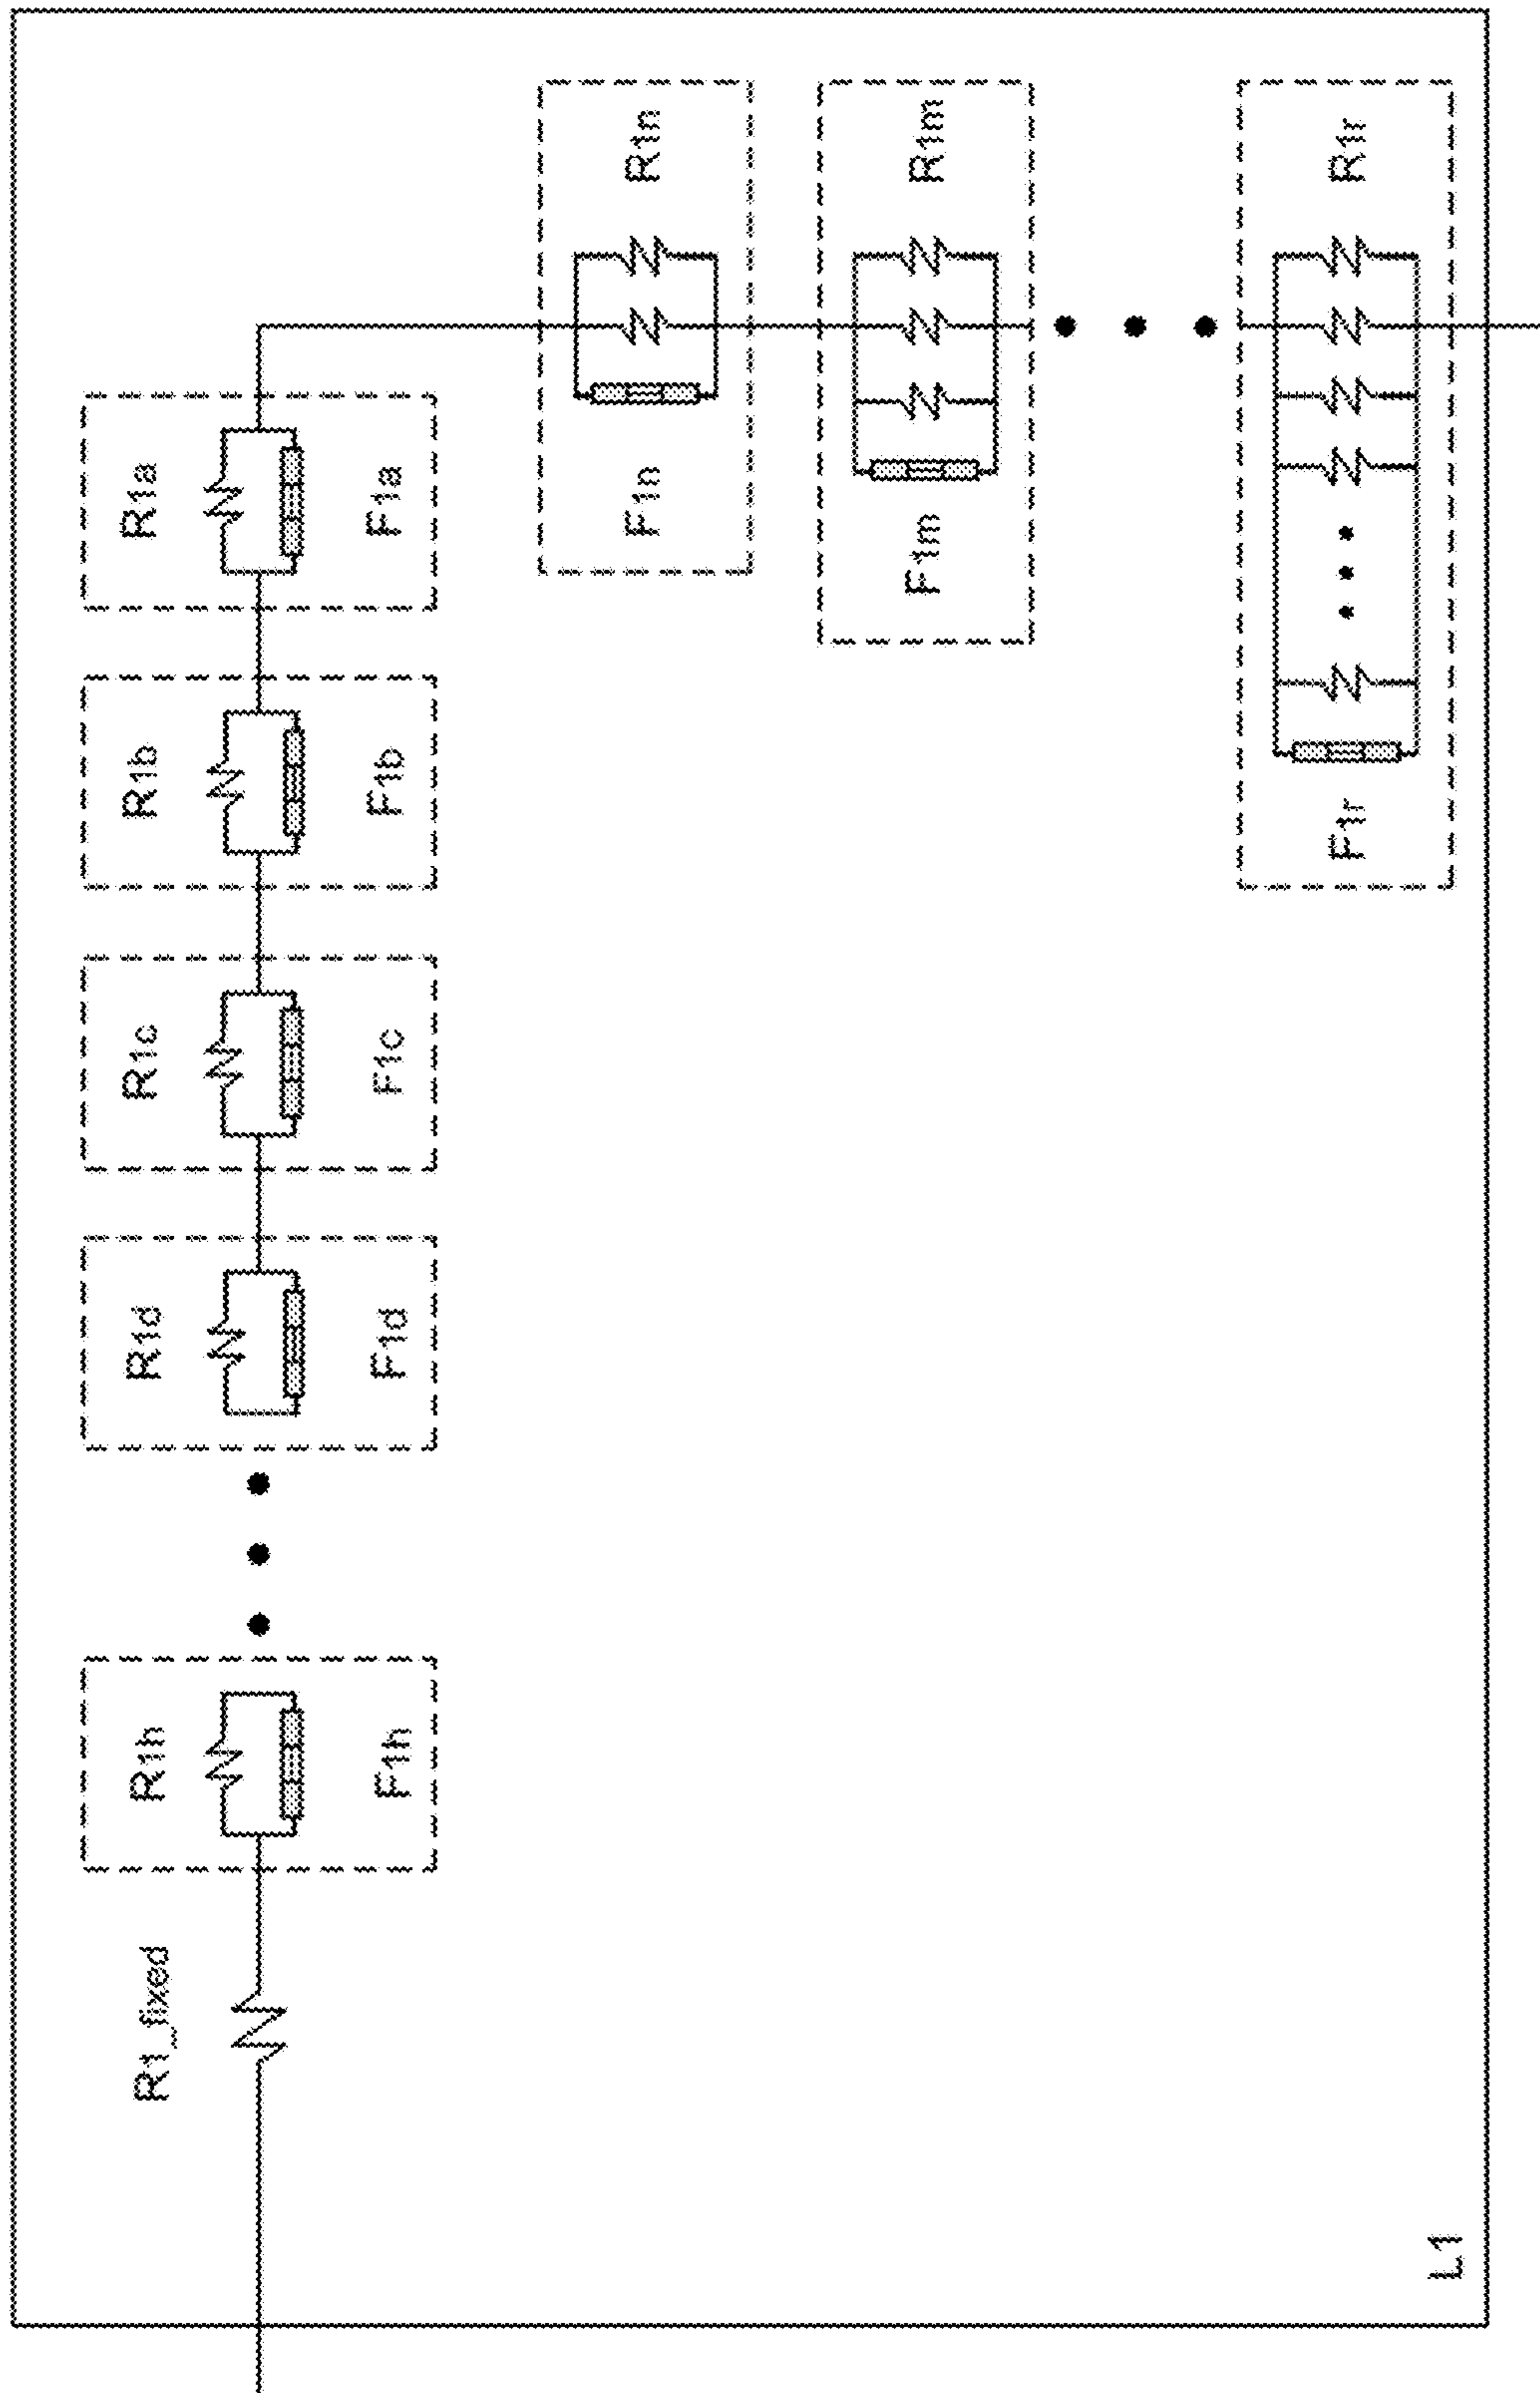 R1_fixed
R1h
R1d
R1c
R1b
R1a
F1h
F1d
F1c
F1b
F1a
F1n
R1n
F1m
R1m
F1r
R1r
L1